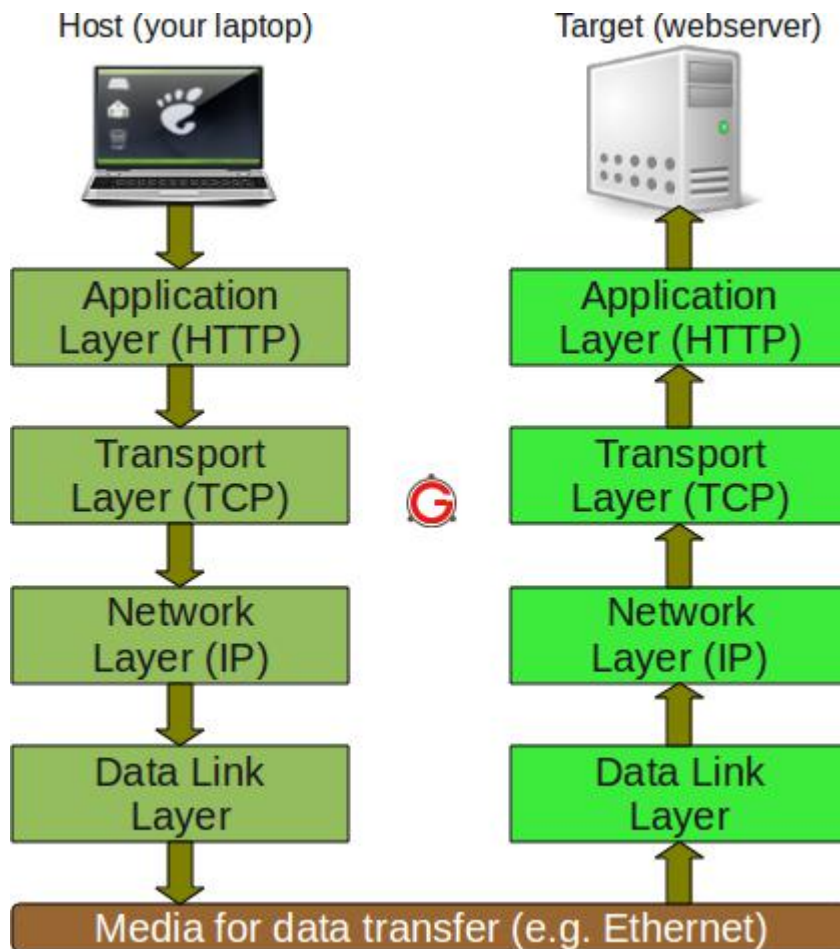 Host (your laptop)
Target (webserver)
Application
Layer (HTTP)
Transport
Layer (TCP)
Network
Layer (IP)
Data Link
Layer
Application
Layer (HTTP)
Transport
Layer (TCP)
Network
Layer (IP)
Data Link
Layer
G
Media for data transfer (e.g. Ethernet)